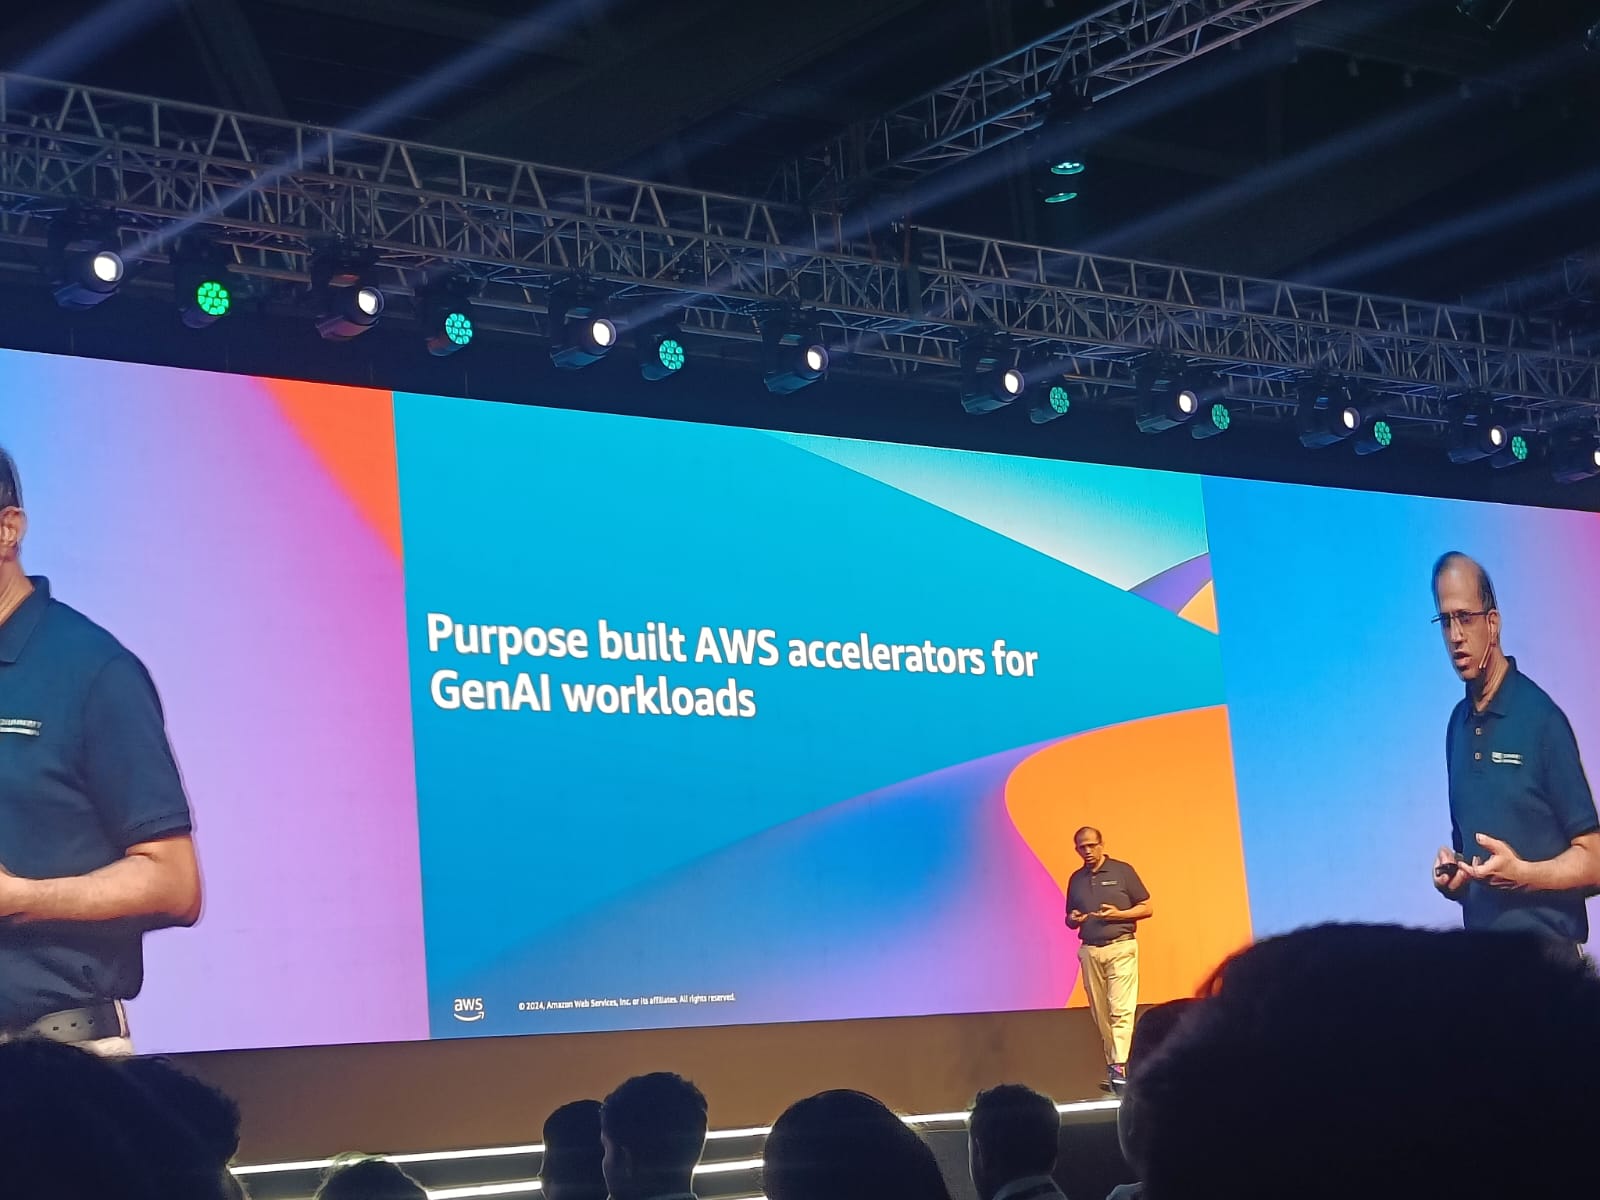 Purpose built AWS accelerators for
GenAI workloads
aws
© 2024, Amazon Web Services, Inc. or its affiliates. All rights reserved.